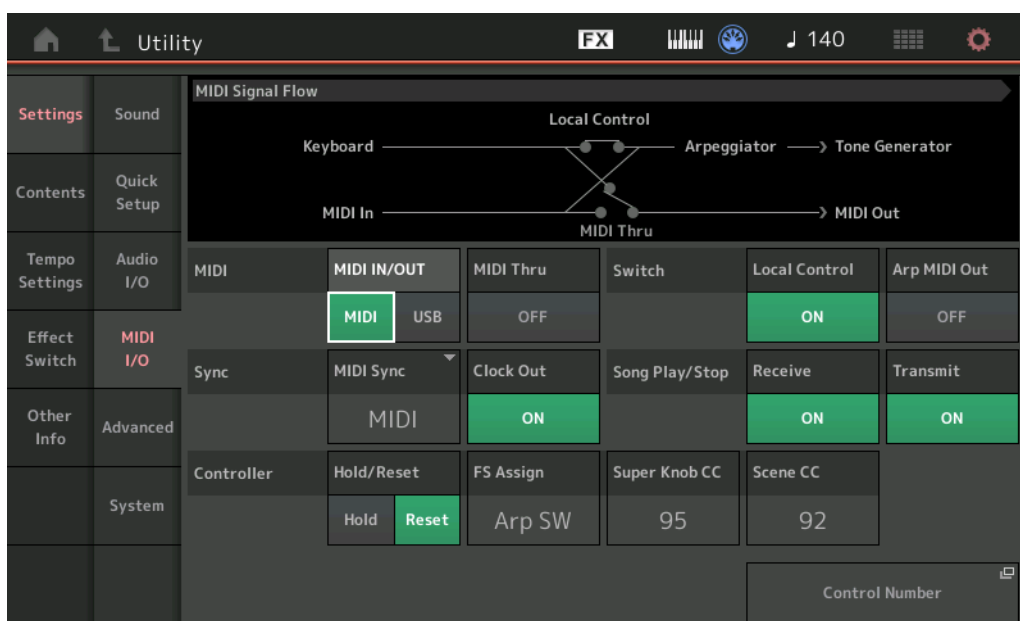 Utility
FX
140
Settings
Contents
Tempo
Settings
Effect
Switch
Other
Info
Sound
Quick
Setup
Audio
I/O
MIDI
I/O
Advanced
System
MIDI Signal Flow
Local Control
Keyboard
Arpeggiator
Tone Generator
MIDI In
MIDI Out
MIDI Thru
MIDI
MIDI IN/OUT
MIDI Thru
Switch
Local Control
Arp MIDI Out
MIDI
USB
OFF
ON
OFF
Sync
MIDI Sync
Clock Out
Song Play/Stop
Receive
Transmit
MIDI
ON
ON
ON
Controller
Hold/Reset
FS Assign
Super Knob CC
Scene CC
Hold
Reset
Arp SW
95
92
Control Number